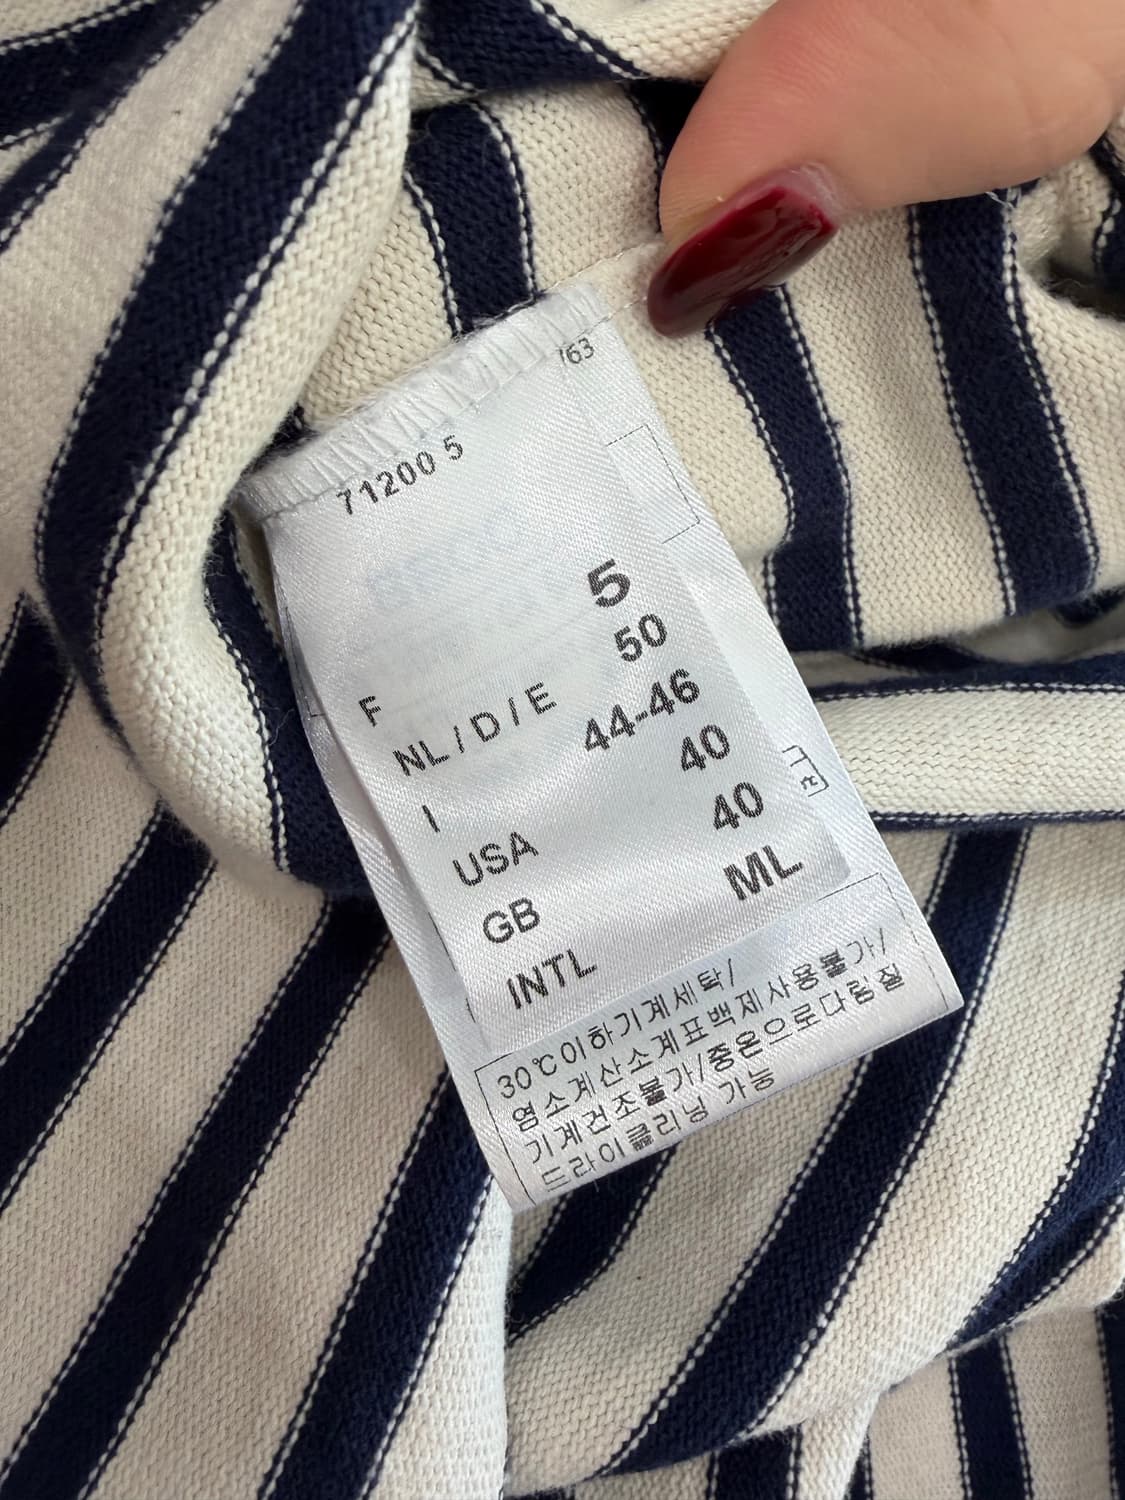 63
71200 5
F 5
NL / D / E 50
I 44-46
USA 40
GB 40
INTL ML
30℃이하기계세탁/
염소계산소계표백제사용불가/
기계건조불가/중온으로다림질
드라이클리닝 가능